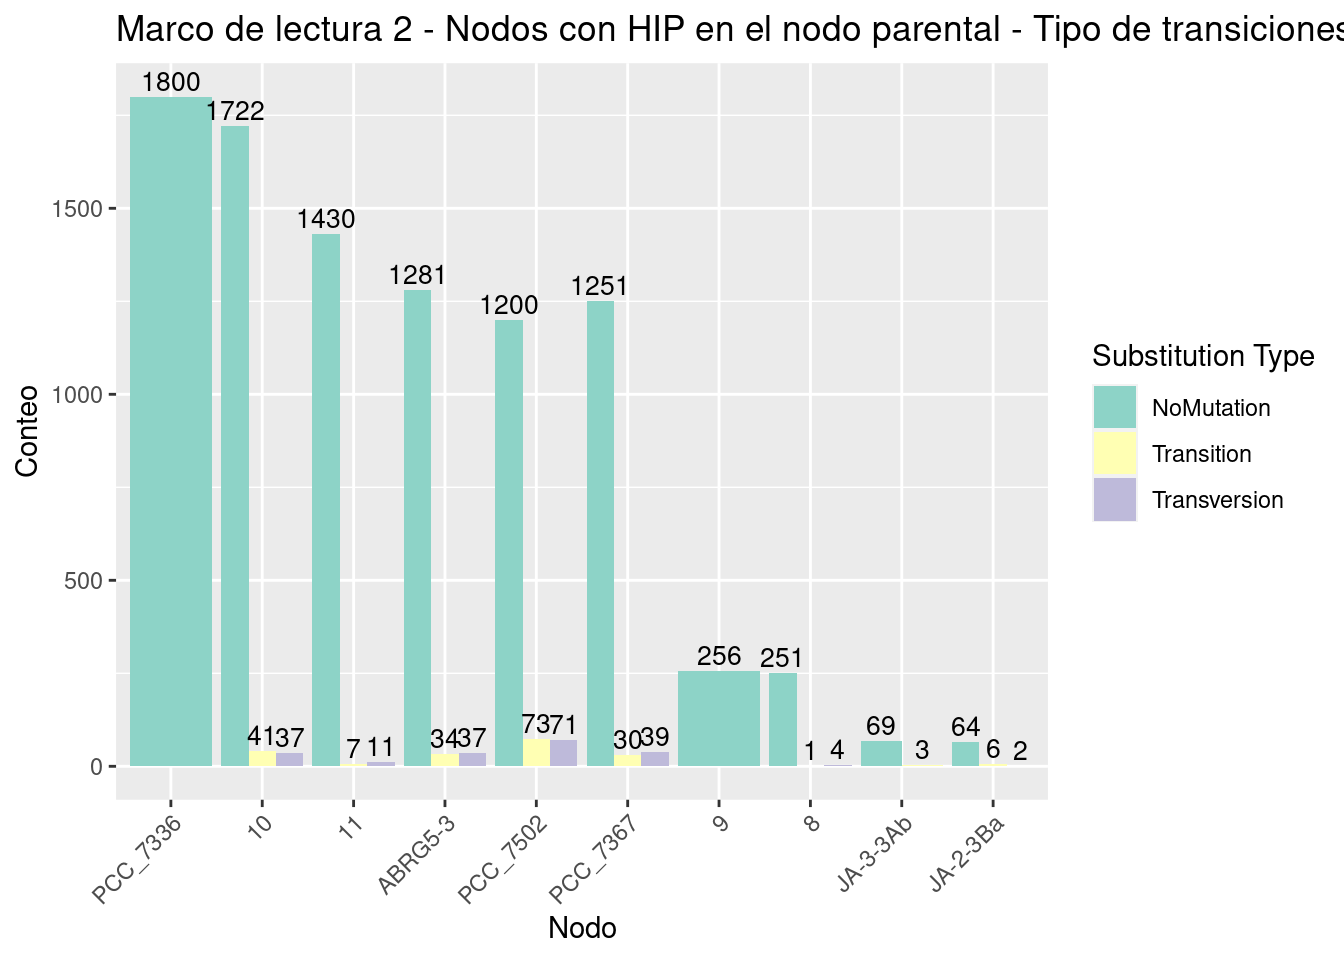 Marco de lectura 2 - Nodos con HIP en el nodo parental - Tipo de transiciones
1800
1722
1430
1281
1200
1251
256
251
69
64
41
37
7
11
34
37
73
71
30
39
1
4
3
6
2
1500
1000
500
0
Conteo
PCC_7336
10
11
ABRG5-3
PCC_7502
PCC_7367
9
8
JA-3-3Ab
JA-2-3Ba
Nodo
Substitution Type
NoMutation
Transition
Transversion